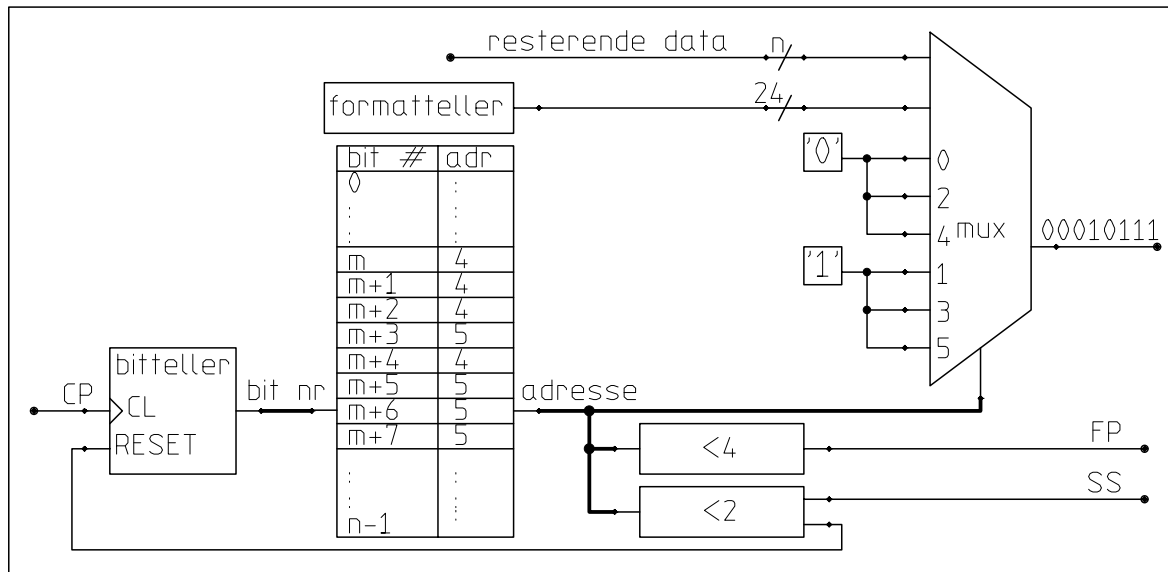 resterende data n
formatteller 24
bit # adr
0 : '0' 0
: : 2
: : 4 mux 00010111
m 4 '1' 1
m+1 4
m+2 4 3
m+3 5 5
m+4 4
bitteller
m+5 5
CP CL bit nr m+6 5 adresse
RESET m+7 5 <4 FP
: :
: : <2 SS
n-1